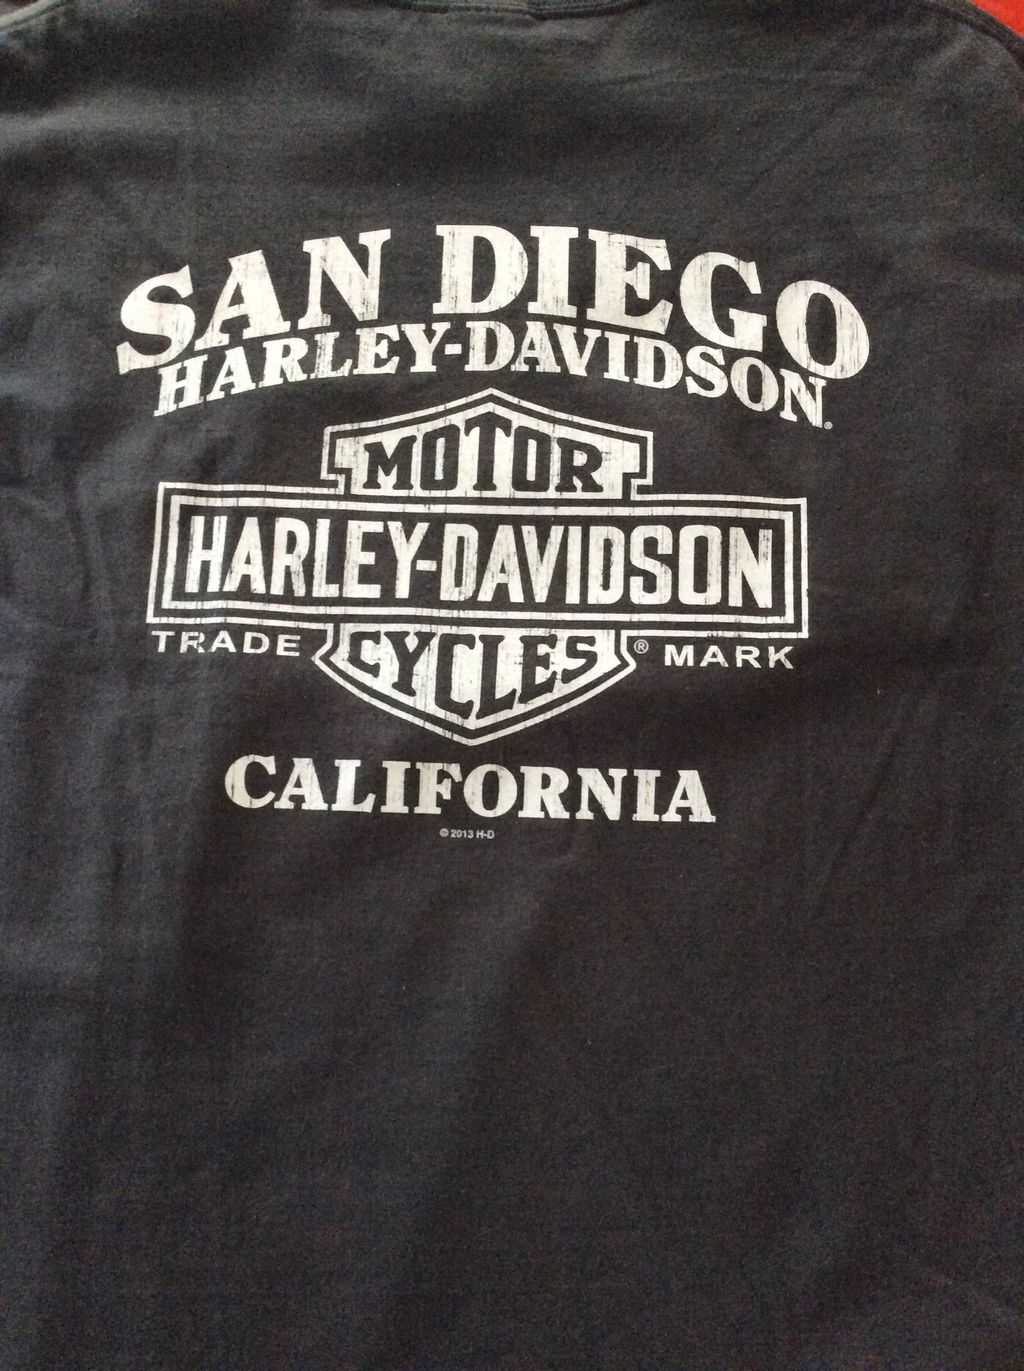 SAN DIEGO
HARLEY-DAVIDSON®
MOTOR
HARLEY-DAVIDSON
TRADE CYCLES ® MARK
CALIFORNIA
© 2013 H-D